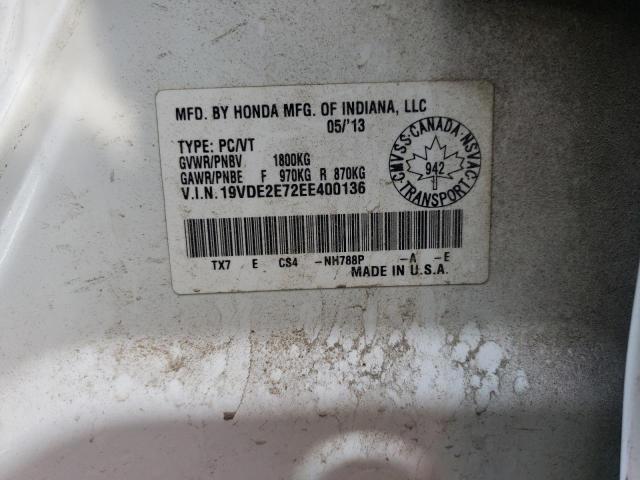 MFD. BY HONDA MFG. OF INDIANA, LLC
05/'13
TYPE: PC/VT
GVWR/PNBV 1800KG
GAWR/PNBE F 970KG R 870KG
V.I.N. 19VDE2E72EE400136
CMVSS·CANADA·NSVAC
942
·TRANSPORT·
TX7 E CS4 -NH788P -A -E
MADE IN U.S.A.